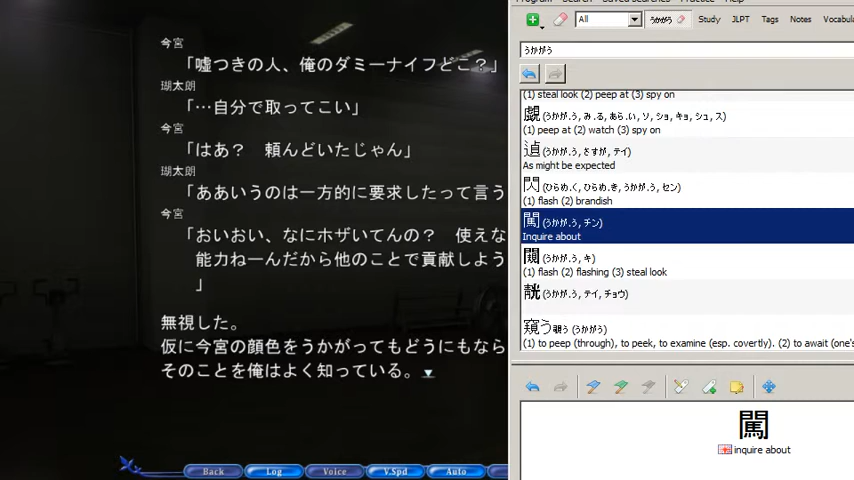 今宮
「嘘つきの人、俺のダミーナイフどこ？」
瑚太朗
「…自分で取ってこい」
今宮
「はあ？　頼んどいたじゃん」
瑚太朗
「ああいうのは一方的に要求したって言う
今宮
「おいおい、なにホザいてんの？　使えな
能力ねーんだから他のことで貢献しよう
」
無視した。
仮に今宮の顔色をうかがってもどうにもなら
そのことを俺はよく知っている。
Back
Log
Voice
V.Spd
Auto
All
うかがう
Study
JLPT
Tags
Notes
Vocabula
うかがう
(1) steal look (2) peep at (3) spy on
覷 (うかが.う, み.る, あら.い, ソ, ショ, キョ, シュ, ス)
(1) peep at (2) watch (3) spy on
遉 (うかが.う, さすが, テイ)
As might be expected
閃 (ひらめ.く, ひらめ.き, うかが.う, セン)
(1) flash (2) brandish
闖 (うかが.う, チン)
Inquire about
(うかが.う, キ)
(1) flash (2) flashing (3) steal look
(うかが.う, テイ, チョウ)
窺う 覗う (うかがう)
(1) to peep (through), to peek, to examine (esp. covertly). (2) to await (one's
闖
inquire about